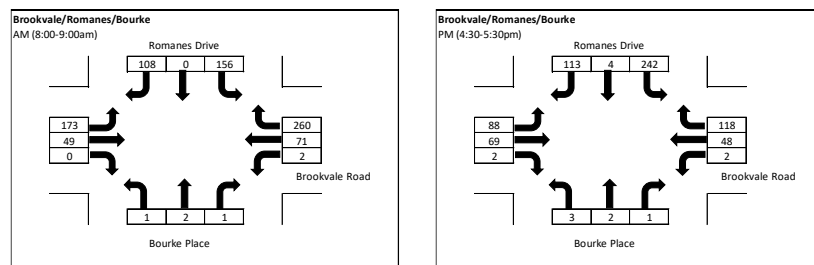 Brookvale/Romanes/Bourke
AM (8:00-9:00am)
Romanes Drive
108 0 156
173
49
0
260
71
2
Brookvale Road
1 2 1
Bourke Place
Brookvale/Romanes/Bourke
PM (4:30-5:30pm)
Romanes Drive
113 4 242
88
69
2
118
48
2
Brookvale Road
3 2 1
Bourke Place